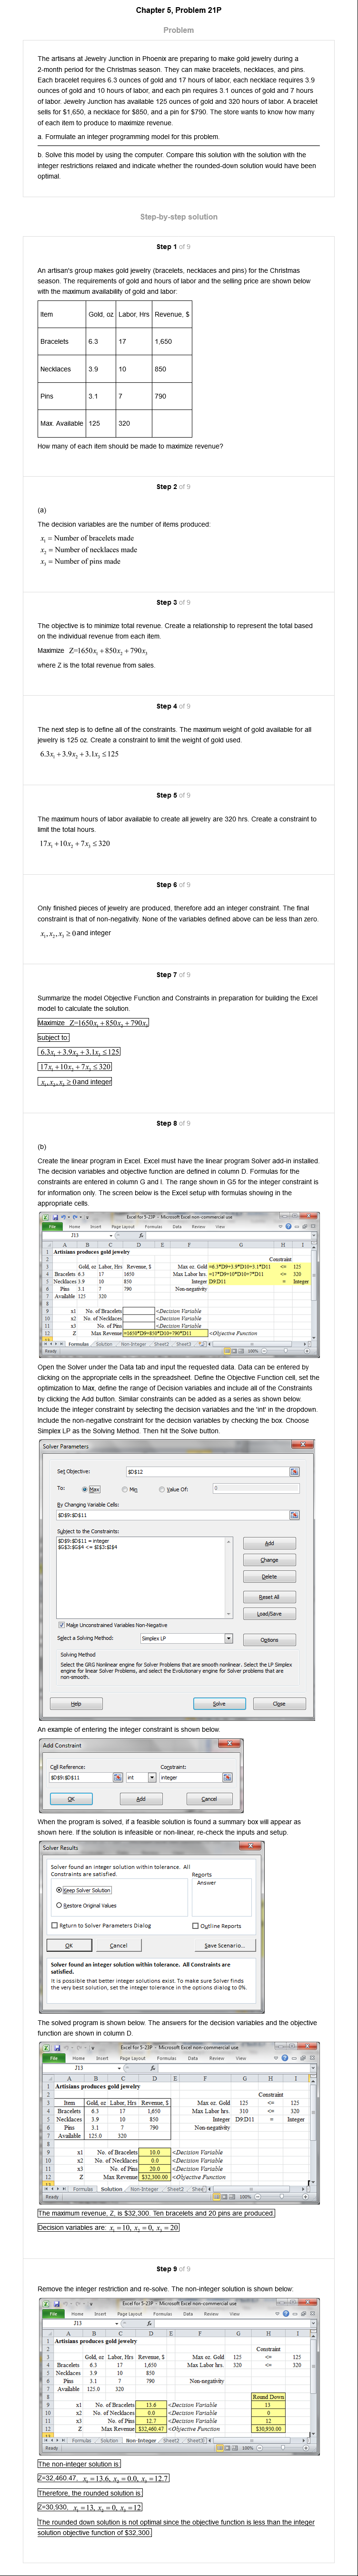 Chapter 5, Problem 21P
Problem
The artisans at Jewelry Junction in Phoenix are preparing to make gold jewelry during a
2-month period for the Christmas season. They can make bracelets, necklaces, and pins.
Each bracelet requires 6.3 ounces of gold and 17 hours of labor, each necklace requires 3.9
ounces of gold and 10 hours of labor, and each pin requires 3.1 ounces of gold and 7 hours
of labor. Jewelry Junction has available 125 ounces of gold and 320 hours of labor. A bracelet
sells for $1,650, a necklace for $850, and a pin for $790. The store wants to know how many
of each item to produce to maximize revenue.
a. Formulate an integer programming model for this problem.
b. Solve this model by using the computer. Compare this solution with the solution with the
integer restrictions relaxed and indicate whether the rounded-down solution would have been
optimal.
Step-by-step solution
Step 1 of 9
An artisan's group makes gold jewelry (bracelets, necklaces and pins) for the Christmas
season. The requirements of gold and hours of labor and the selling price are shown below
with the maximum availability of gold and labor:
Item Gold, oz Labor, Hrs Revenue, $
Bracelets 6.3 17 1,650
Necklaces 3.9 10 850
Pins 3.1 7 790
Max. Available 125 320
How many of each item should be made to maximize revenue?
Step 2 of 9
(a)
The decision variables are the number of items produced:
x₁ = Number of bracelets made
x₂ = Number of necklaces made
x₃ = Number of pins made
Step 3 of 9
The objective is to minimize total revenue. Create a relationship to represent the total based
on the individual revenue from each item.
Maximize Z=1650x₁+850x₂+790x₃
where Z is the total revenue from sales.
Step 4 of 9
The next step is to define all of the constraints. The maximum weight of gold available for all
jewelry is 125 oz. Create a constraint to limit the weight of gold used.
6.3x₁+3.9x₂+3.1x₃ ≤125
Step 5 of 9
The maximum hours of labor available to create all jewelry are 320 hrs. Create a constraint to
limit the total hours.
17x₁+10x₂+7x₃ ≤ 320
Step 6 of 9
Only finished pieces of jewelry are produced, therefore add an integer constraint. The final
constraint is that of non-negativity. None of the variables defined above can be less than zero.
x₁,x₂,x₃ ≥ 0 and integer
Step 7 of 9
Summarize the model Objective Function and Constraints in preparation for building the Excel
model to calculate the solution.
Maximize Z=1650x₁+850x₂+790x₃
subject to:
6.3x₁+3.9x₂+3.1x₃ ≤125
17x₁+10x₂+7x₃ ≤ 320
x₁,x₂,x₃ ≥ 0 and integer
Step 8 of 9
(b)
Create the linear program in Excel. Excel must have the linear program Solver add-in installed.
The decision variables and objective function are defined in column D. Formulas for the
constraints are entered in column G and I. The range shown in G5 for the integer constraint is
for information only. The screen below is the Excel setup with formulas showing in the
appropriate cells.
Excel for 5-23P - Microsoft Excel non-commercial use
File Home Insert Page Layout Formulas Data Review View
J13 fx
A B C D E F G H I
1 Artisians produces gold jewelry
2 Constraint
3 Gold, oz Labor, Hrs Revenue, $ Max oz. Gold =6.3*D9+3.9*D10+3.1*D11 <= 125
4 Bracelets 6.3 17 1650 Max Labor hrs. =17*D9+10*D10+7*D11 <= 320
5 Necklaces 3.9 10 850 Integer D9:D11 = Integer
6 Pins 3.1 7 790 Non-negativity
7 Available 125 320
8
9 x1 No. of Bracelets <Decision Variable
10 x2 No. of Necklaces <Decision Variable
11 x3 No. of Pins <Decision Variable
12 Z Max Revenue =1650*D9+850*D10+790*D11 <Objective Function
Formulas Solution Non-Integer Sheet2 Sheet3
Ready 100%
Open the Solver under the Data tab and input the requested data. Data can be entered by
clicking on the appropriate cells in the spreadsheet. Define the Objective Function cell, set the
optimization to Max, define the range of Decision variables and include all of the Constraints
by clicking the Add button. Similar constraints can be added as a series as shown below.
Include the integer constraint by selecting the decision variables and the 'int' in the dropdown.
Include the non-negative constraint for the decision variables by checking the box. Choose
Simplex LP as the Solving Method. Then hit the Solve button.
Solver Parameters
Set Objective: $D$12
To: Max Min Value Of: 0
By Changing Variable Cells:
$D$9:$D$11
Subject to the Constraints:
$D$9:$D$11 = integer
$G$3:$G$4 <= $I$3:$I$4
Add
Change
Delete
Reset All
Load/Save
Make Unconstrained Variables Non-Negative
Select a Solving Method: Simplex LP Options
Solving Method
Select the GRG Nonlinear engine for Solver Problems that are smooth nonlinear. Select the LP Simplex
engine for linear Solver Problems, and select the Evolutionary engine for Solver problems that are
non-smooth.
Help Solve Close
An example of entering the integer constraint is shown below.
Add Constraint
Cell Reference: Constraint:
$D$9:$D$11 int integer
OK Add Cancel
When the program is solved, if a feasible solution is found a summary box will appear as
shown here. If the solution is infeasible or non-linear, re-check the inputs and setup.
Solver Results
Solver found an integer solution within tolerance. All
Constraints are satisfied.
Reports
Answer
Keep Solver Solution
Restore Original Values
Return to Solver Parameters Dialog Outline Reports
OK Cancel Save Scenario...
Solver found an integer solution within tolerance. All Constraints are
satisfied.
It is possible that better integer solutions exist. To make sure Solver finds
the very best solution, set the integer tolerance in the options dialog to 0%.
The solved program is shown below. The answers for the decision variables and the objective
function are shown in column D.
Excel for 5-23P - Microsoft Excel non-commercial use
File Home Insert Page Layout Formulas Data Review View
J13 fx
A B C D E F G H I
1 Artisians produces gold jewelry
2 Constraint
3 Item Gold, oz Labor, Hrs Revenue, $ Max oz. Gold 125 <= 125
4 Bracelets 6.3 17 1,650 Max Labor hrs. 310 <= 320
5 Necklaces 3.9 10 850 Integer D9:D11 = Integer
6 Pins 3.1 7 790 Non-negativity
7 Available 125.0 320
8
9 x1 No. of Bracelets 10.0 <Decision Variable
10 x2 No. of Necklaces 0.0 <Decision Variable
11 x3 No. of Pins 20.0 <Decision Variable
12 Z Max Revenue $32,300.00 <Objective Function
Formulas Solution Non-Integer Sheet2 Sheet3
Ready 100%
The maximum revenue, Z, is $32,300. Ten bracelets and 20 pins are produced.
Decision variables are: x₁ =10, x₂ =0, x₃ =20
Step 9 of 9
Remove the integer restriction and re-solve. The non-integer solution is shown below:
Excel for 5-23P - Microsoft Excel non-commercial use
File Home Insert Page Layout Formulas Data Review View
J13 fx
A B C D E F G H I
1 Artisians produces gold jewelry
2 Constraint
3 Gold, oz Labor, Hrs Revenue, $ Max oz. Gold 125 <= 125
4 Bracelets 6.3 17 1,650 Max Labor hrs. 320 <= 320
5 Necklaces 3.9 10 850
6 Pins 3.1 7 790 Non-negativity
7 Available 125.0 320
8 Round Down
9 x1 No. of Bracelets 13.6 <Decision Variable 13
10 x2 No. of Necklaces 0.0 <Decision Variable 0
11 x3 No. of Pins 12.7 <Decision Variable 12
12 Z Max Revenue $32,460.47 <Objective Function $30,930.00
Formulas Solution Non-Integer Sheet2 Sheet3
Ready 100%
The non-integer solution is
Z=32,460.47, x₁ =13.6, x₂ =0.0, x₃ =12.7
Therefore, the rounded solution is
Z=30,930, x₁ =13, x₂ =0, x₃ =12
The rounded down solution is not optimal since the objective function is less than the integer
solution objective function of $32,300.